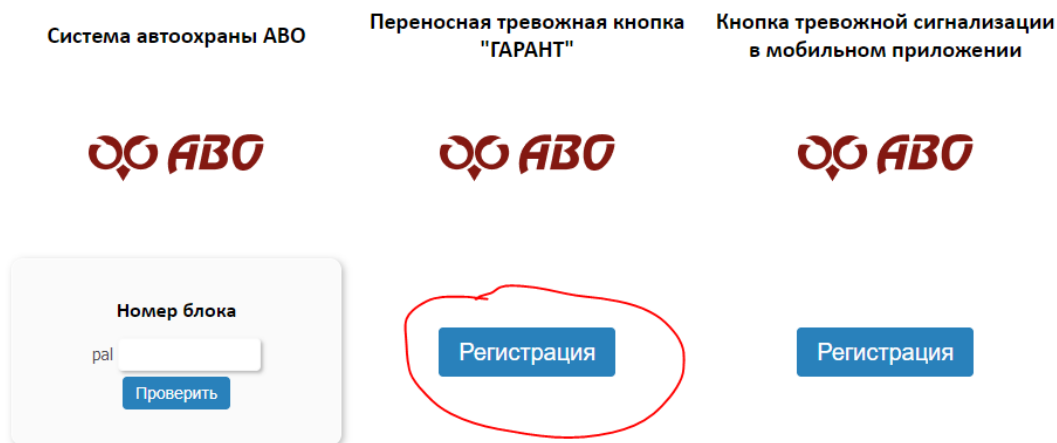 Система автоохраны АВО
Переносная тревожная кнопка
"ГАРАНТ"
Кнопка тревожной сигнализации
в мобильном приложении
АВО
АВО
АВО
Номер блока
pal
Проверить
Регистрация
Регистрация